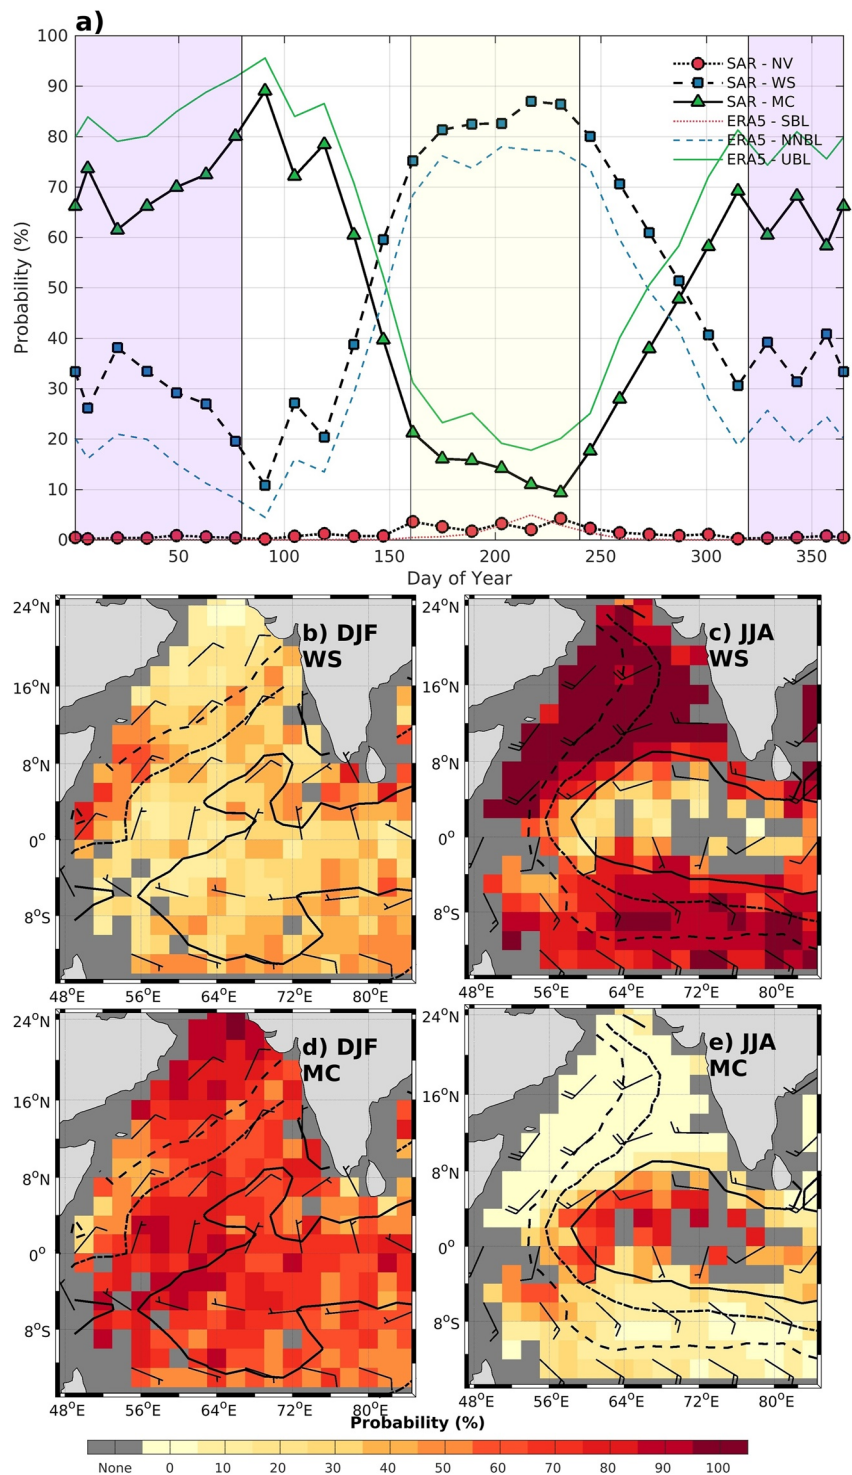 a)
100
90
80
70
60
50
40
30
20
10
0
Probability (%)
SAR - NV
SAR - WS
SAR - MC
ERA5 - SBL
ERA5 - NNBL
ERA5 - UBL
50 100 150 200 250 300 350
Day of Year
24°N
16°N
8°N
0°
8°S
b) DJF
WS
48°E 56°E 64°E 72°E 80°E
24°N
16°N
8°N
0°
8°S
c) JJA
WS
48°E 56°E 64°E 72°E 80°E
24°N
16°N
8°N
0°
8°S
d) DJF
MC
48°E 56°E 64°E 72°E 80°E
24°N
16°N
8°N
0°
8°S
e) JJA
MC
48°E 56°E 64°E 72°E 80°E
Probability (%)
None 0 10 20 30 40 50 60 70 80 90 100